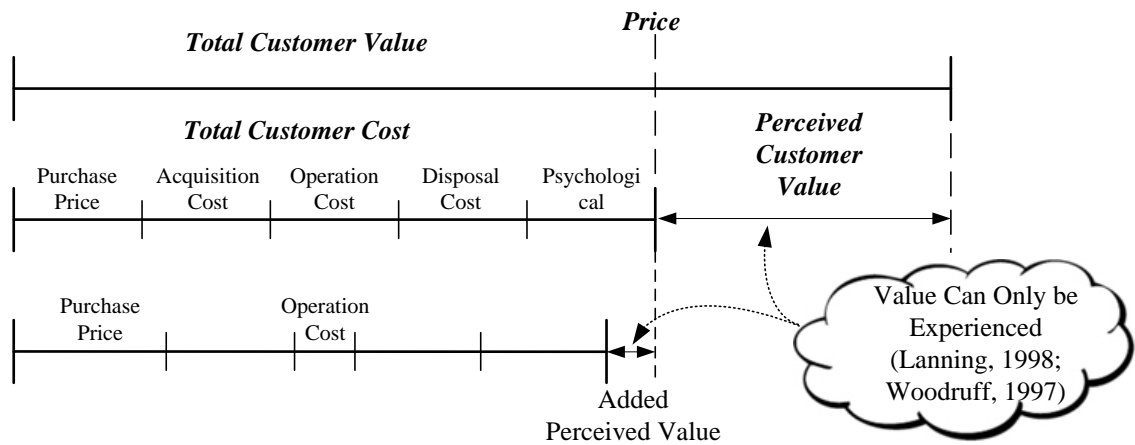 Price
Total Customer Value
Total Customer Cost
Perceived
Customer
Value
Purchase
Price
Acquisition
Cost
Operation
Cost
Disposal
Cost
Psychologi
cal
Purchase
Price
Operation
Cost
Added
Perceived Value
Value Can Only be
Experienced
(Lanning, 1998;
Woodruff, 1997)